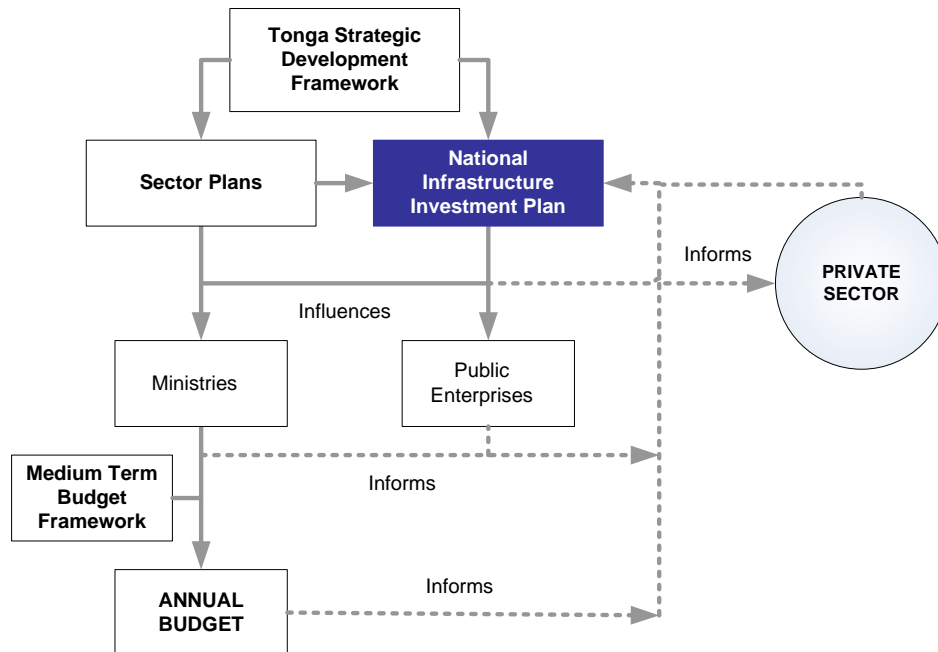 Tonga Strategic
Development
Framework
Sector Plans
National
Infrastructure
Investment Plan
Informs
PRIVATE
SECTOR
Influences
Ministries
Public
Enterprises
Medium Term
Budget
Framework
Informs
ANNUAL
BUDGET
Informs